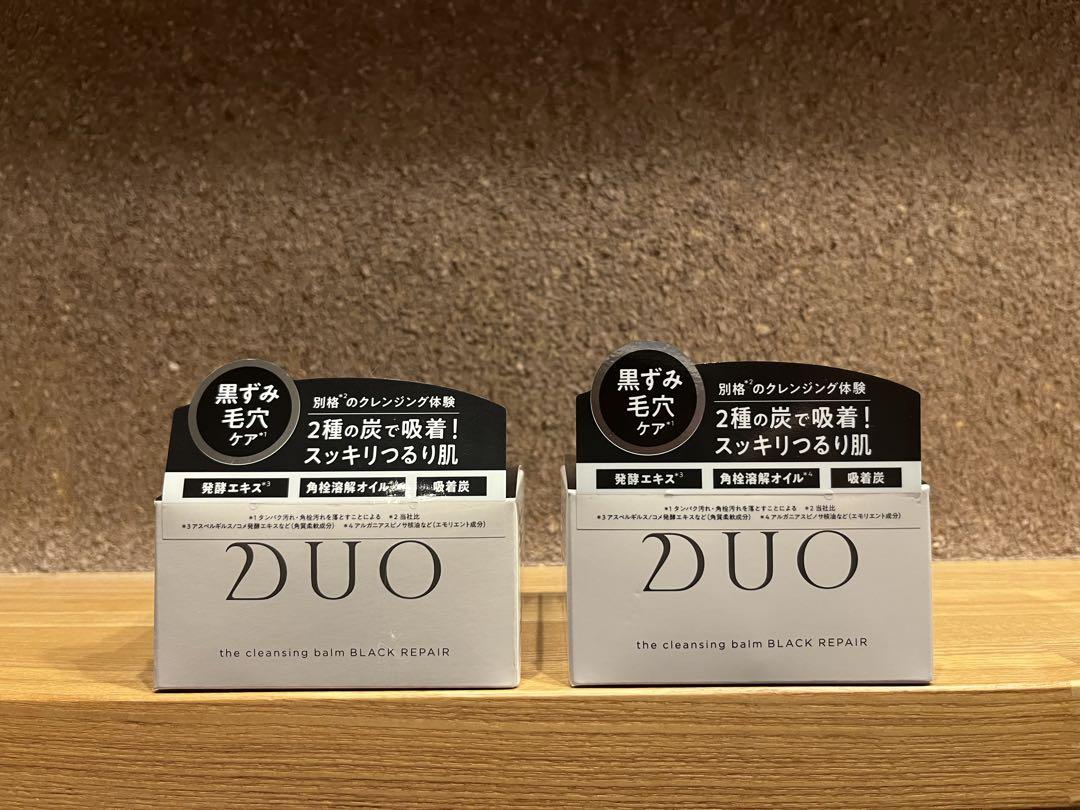 黒ずみ
毛穴
ケア*1
別格*2のクレンジング体験
2種の炭で吸着!
スッキリつるり肌
発酵エキス*3
角栓溶解オイル
吸着炭
*1 タンパク汚れ・角栓汚れを落とすことによる *2 当社比
*3 アスペルギルス/コメ発酵エキスなど(角質柔軟成分) *4 アルガニアスピノサ核油など(エモリエント成分)
DUO
the cleansing balm BLACK REPAIR
黒ずみ
毛穴
ケア*1
別格*2のクレンジング体験
2種の炭で吸着!
スッキリつるり肌
発酵エキス*3
角栓溶解オイル*4
吸着炭
*1 タンパク汚れ・角栓汚れを落とすことによる *2 当社比
*3 アスペルギルス/コメ発酵エキスなど(角質柔軟成分) *4 アルガニアスピノサ核油など(エモリエント成分)
DUO
the cleansing balm BLACK REPAIR